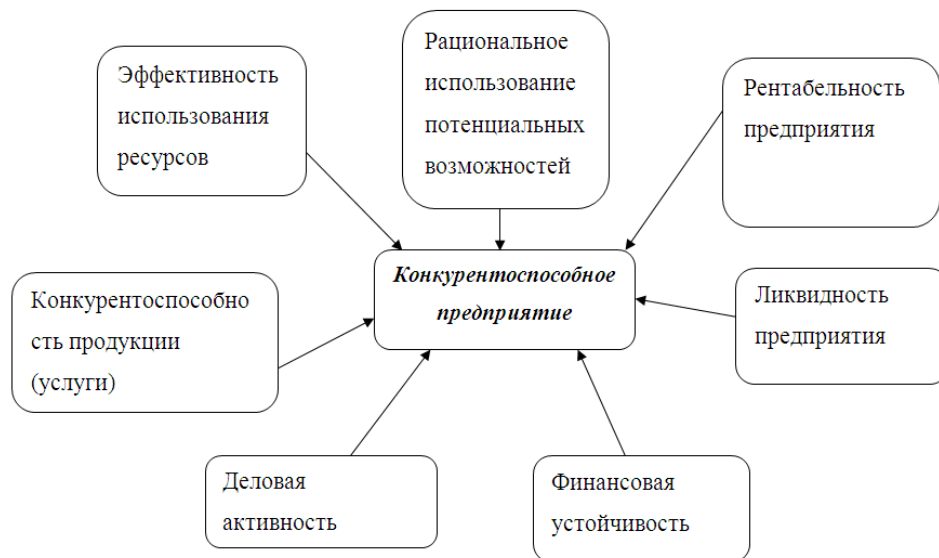 Эффективность
использования
ресурсов
Рациональное
использование
потенциальных
возможностей
Рентабельность
предприятия
Конкурентоспособное
предприятие
Конкурентоспособно
сть продукции
(услуги)
Ликвидность
предприятия
Деловая
активность
Финансовая
устойчивость